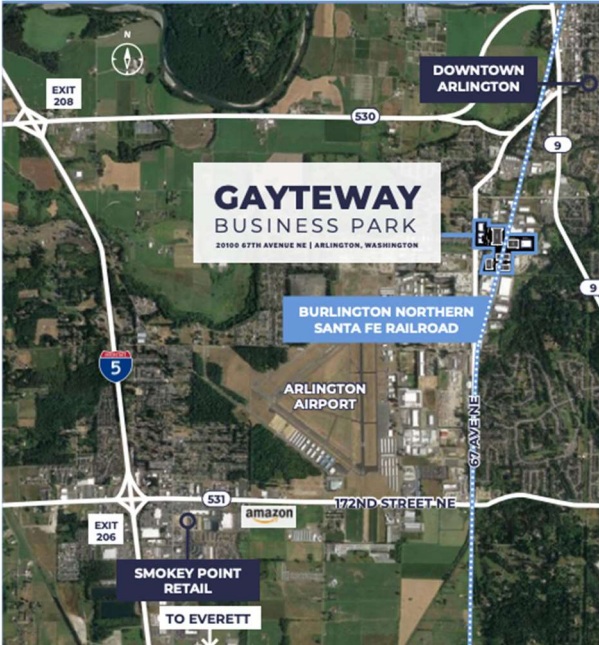 N
EXIT
208
DOWNTOWN
ARLINGTON
530
9
GAYTEWAY
BUSINESS PARK
20100 67TH AVENUE NE | ARLINGTON, WASHINGTON
9
BURLINGTON NORTHERN
SANTA FE RAILROAD
INTERSTATE
5
ARLINGTON
AIRPORT
67 AVE NE
531
amazon
172ND STREET NE
EXIT
206
SMOKEY POINT
RETAIL
TO EVERETT